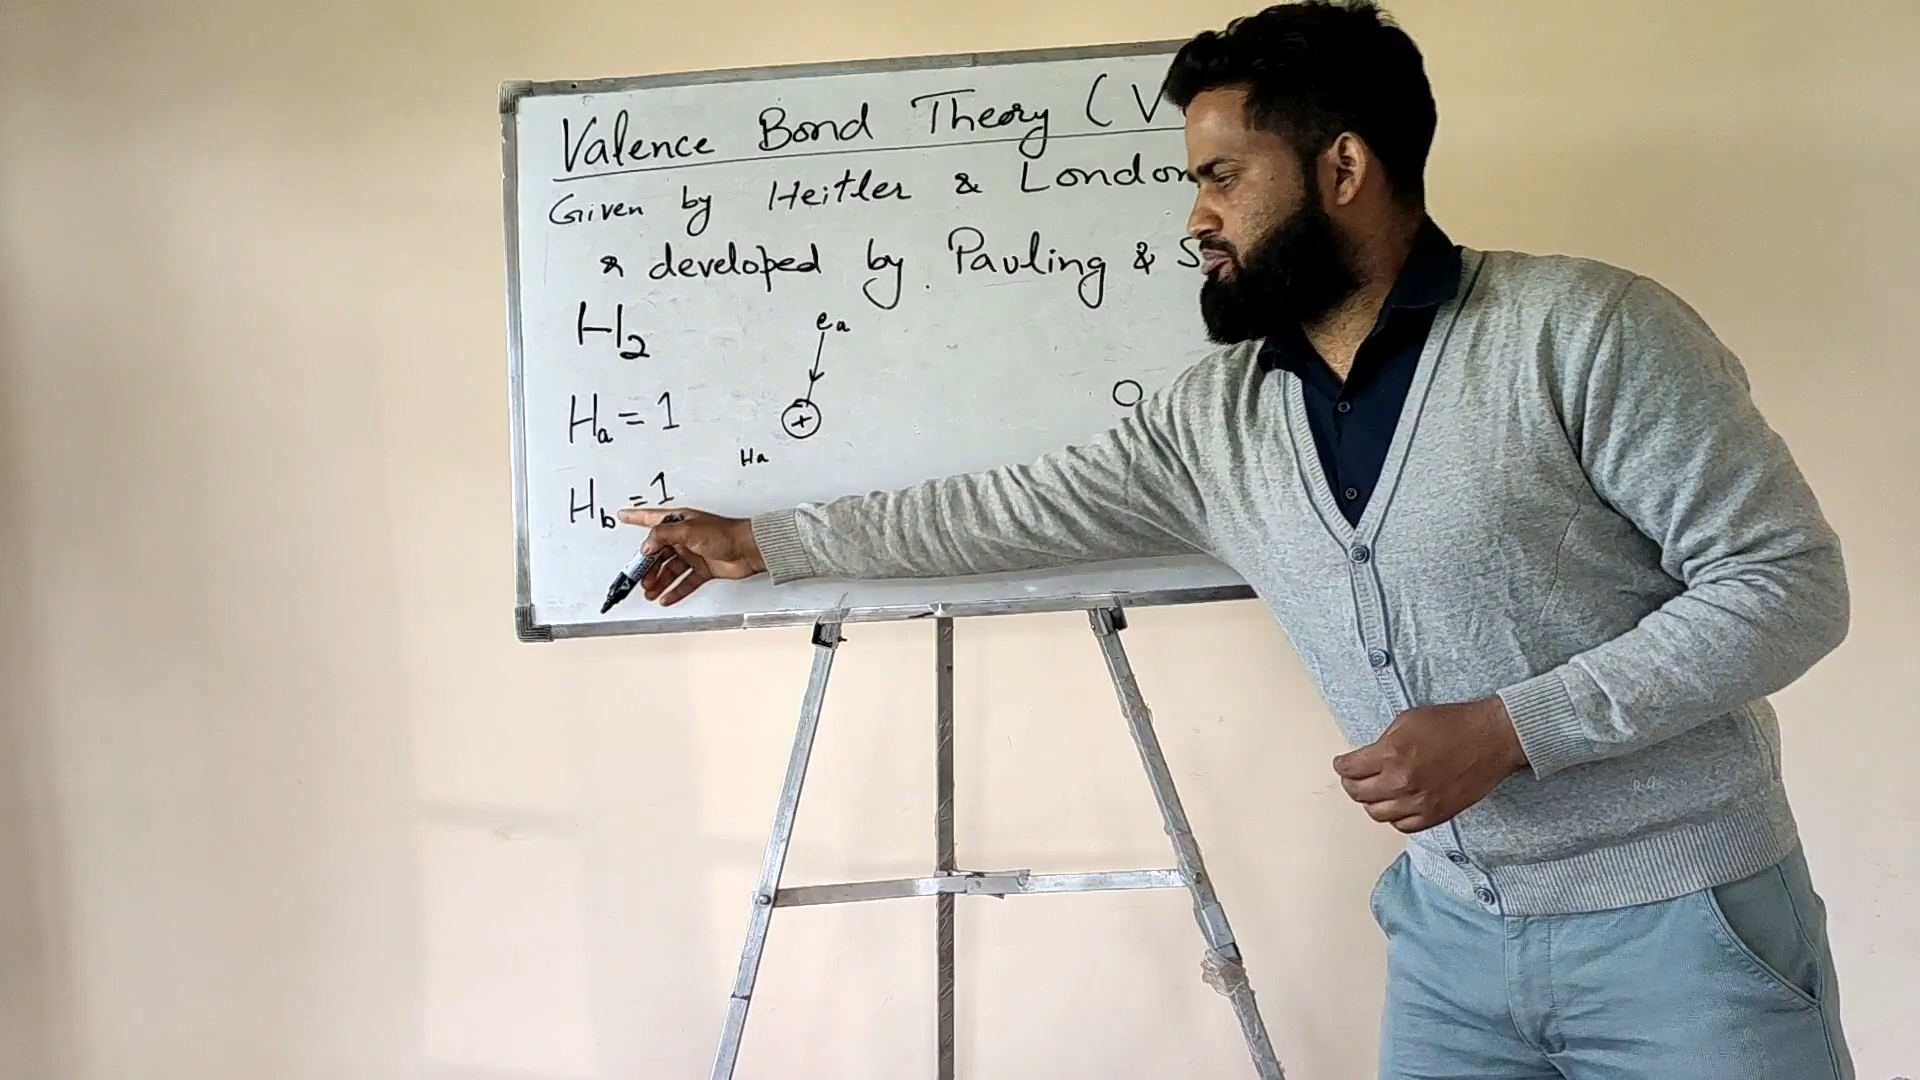 Valence Bond Theory (V
Given by Heitler & London
& developed by Pauling & S
H2
ea
Ha = 1
+
Ha
Hb = 1